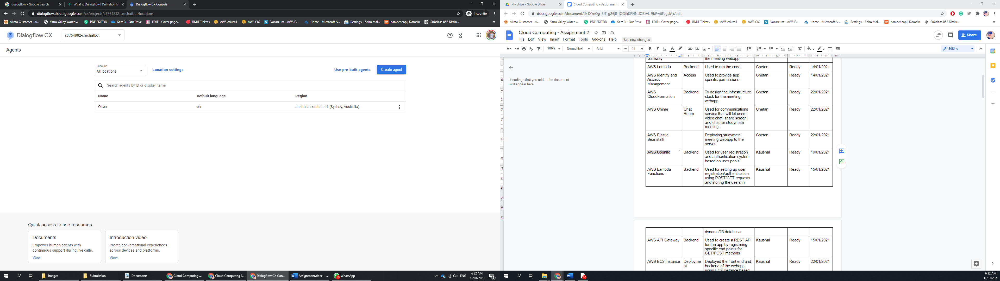 dialogflow - Google Search
What is Dialogflow? Definition fr
Dialogflow CX Console
dialogflow.cloud.google.com/cx/projects/s3764882-smchatbot/locations
Incognito
Alinta Customer - A...
Yarra Valley Water :...
PDF EDITOR
Sem 3 - OneDrive
EDIT - Cover page...
RMIT Tickets
AWS educa1
AWS CIC
Vocareum - AWS E...
Home - Microsoft A...
Settings - Zoho Mai...
namecheap | Domain
Subclass 858 Distin...
Dialogflow CX
s3764882-smchatbot
Agents
Location
All locations
Location settings
Use pre-built agents
Create agent
Search agents by ID or display name
Name Default language Region
Oliver en australia-southeast1 (Sydney, Australia)
Quick access to use resources
Documents
Empower human agents with
continuous support during live calls.
View
Introduction video
Create conversational experiences
across devices and platforms.
View
Images
Submission
Documents
Cloud Computing ...
Cloud Computing (...
Dialogflow CX Con...
Assignment.docx - ...
10
WhatsApp
ENG
6:32 AM
31/01/2021
2
My Drive - Google Drive
Cloud Computing - Assignment
Alinta Customer - A...
Yarra Valley Water :...
PDF EDITOR
Sem 3 - OneDrive
EDIT - Cover page...
RMIT Tickets
AWS educa1
AWS CIC
Vocareum - AWS E...
Home - Microsoft A...
Settings - Zoho Mai...
namecheap | Domain
Subclass 858 Distin...
Cloud Computing - Assignment 2
File Edit View Insert Format Tools Add-ons Help
See new changes
Share
100%
Normal text
Arial
11
Editing
Headings that you add to the document
will appear here.
Gateway the meeting webapp
AWS Lambda Backend Used to run the code Chetan Ready 14/01/2021
AWS Identity and Access Used to provide app Chetan Ready 14/01/2021
Access specific permissions
Management
AWS Backend To design the infrastructure Chetan Ready 22/01/2021
CloudFormation stack for the meeting
webapp
AWS Chime Chat Used for communications Chetan Ready 22/01/2021
Room service that will let users
video chat, share screen,
and chat.for studymate
meeting.
AWS Elastic Deploying studymate Chetan Ready 22/01/2021
Beanstalk meeting webapp to the
server
AWS Cognito Backend Used for user registration Kaushal Ready 19/01/2021
and authentication system
based on user pools
AWS Lambda Backend Used for setting up user Kaushal Ready 15/01/2021
Functions registration/authentication
using POST/GET requests
and storing the users in
dynamoDB database
AWS API Gateway Backend Used to create a REST API Kaushal Ready 15/01/2021
for the app by registering
specific end points for
GET/POST methods
AWS EC2 Instance Deployme Deployed the front end and Kaushal Ready 22/01/2021
nt backend of the webapp
using EC2 Instance based
10
6:32 AM
31/01/2021